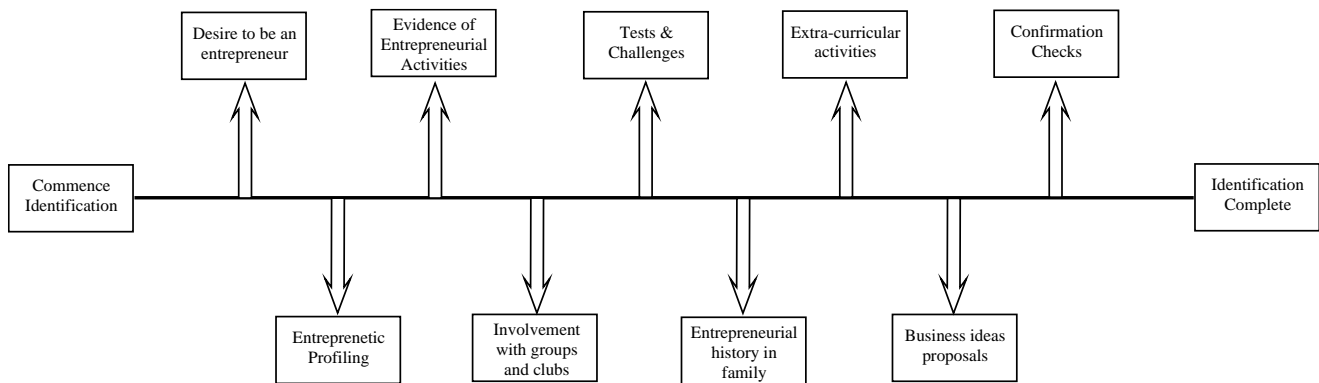 Desire to be an
entrepreneur
Evidence of
Entrepreneurial
Activities
Tests &
Challenges
Extra-curricular
activities
Confirmation
Checks
Commence
Identification
Identification
Complete
Entreprenetic
Profiling
Involvement
with groups
and clubs
Entrepreneurial
history in
family
Business ideas
proposals